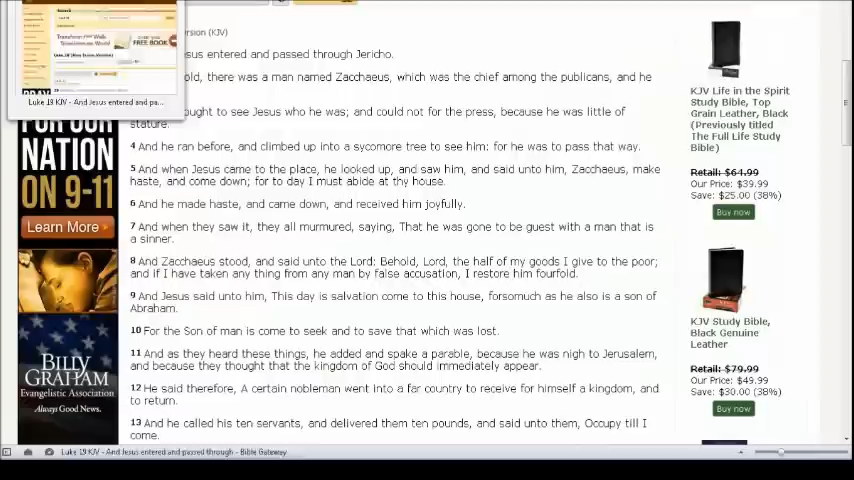 Transform
Luke 19 KJV - And Jesus entered and pa...
rsion (KJV)
esus entered and passed through Jericho.
old, there was a man named Zacchaeus, which was the chief among the publicans, and he
ought to see Jesus who he was; and could not for the press, because he was little of
stature.
4 And he ran before, and climbed up into a sycomore tree to see him: for he was to pass that way.
5 And when Jesus came to the place, he looked up, and saw him, and said unto him, Zacchaeus, make
haste, and come down; for to day I must abide at thy house.
6 And he made haste, and came down, and received him joyfully.
7 And when they saw it, they all murmured, saying, That he was gone to be guest with a man that is
a sinner.
8 And Zacchaeus stood, and said unto the Lord: Behold, Lord, the half of my goods I give to the poor;
and if I have taken any thing from any man by false accusation, I restore him fourfold.
9 And Jesus said unto him, This day is salvation come to this house, forsomuch as he also is a son of
Abraham.
10 For the Son of man is come to seek and to save that which was lost.
11 And as they heard these things, he added and spake a parable, because he was nigh to Jerusalem,
and because they thought that the kingdom of God should immediately appear.
12 He said therefore, A certain nobleman went into a far country to receive for himself a kingdom, and
to return.
13 And he called his ten servants, and delivered them ten pounds, and said unto them, Occupy till I
come.
FOR OUR
NATION
ON 9-11
Learn More
BILLY
GRAHAM
Evangelistic Association
Always Good News.
KJV Life in the Spirit
Study Bible, Top
Grain Leather, Black
(Previously titled
The Full Life Study
Bible)
Retail: $64.99
Our Price: $39.99
Save: $25.00 (38%)
Buy now
KJV Study Bible,
Black Genuine
Leather
Retail: $79.99
Our Price: $49.99
Save: $30.00 (38%)
Buy now
Luke 19 KJV - And Jesus entered and passed through - Bible Gateway